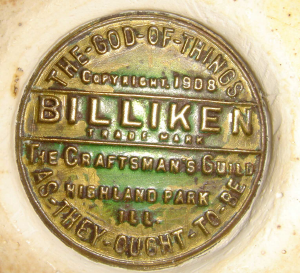 THE-GOD-OF-THINGS
COPYRIGHT 1908
BILLIKEN
TRADE MARK
THE CRAFTSMAN'S GUILD
HIGHLAND PARK
ILL.
AS-THEY-OUGHT-TO-BE